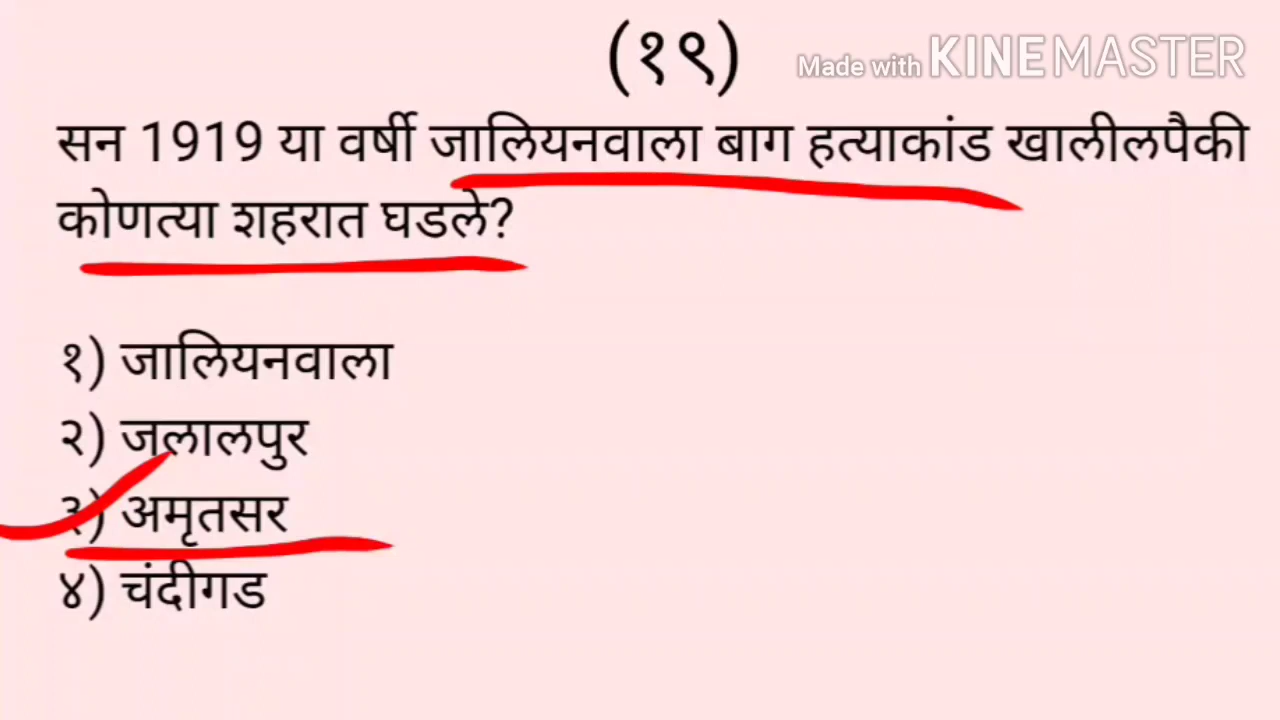 (१९)
Made with KINEMASTER
सन 1919 या वर्षी जालियनवाला बाग हत्याकांड खालीलपैकी
कोणत्या शहरात घडले?
१) जालियनवाला
२) जलालपुर
३) अमृतसर
४) चंदीगड